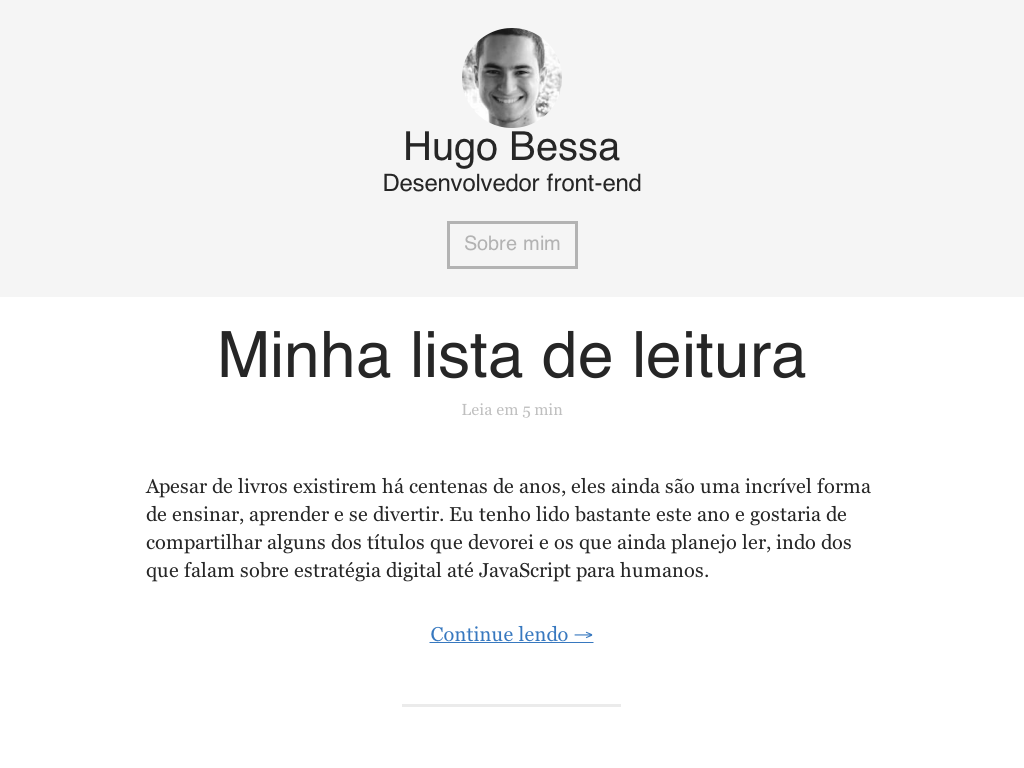 Hugo Bessa
Desenvolvedor front-end
Sobre mim
Minha lista de leitura
Leia em 5 min
Apesar de livros existirem há centenas de anos, eles ainda são uma incrível forma
de ensinar, aprender e se divertir. Eu tenho lido bastante este ano e gostaria de
compartilhar alguns dos títulos que devorei e os que ainda planejo ler, indo dos
que falam sobre estratégia digital até JavaScript para humanos.
Continue lendo →